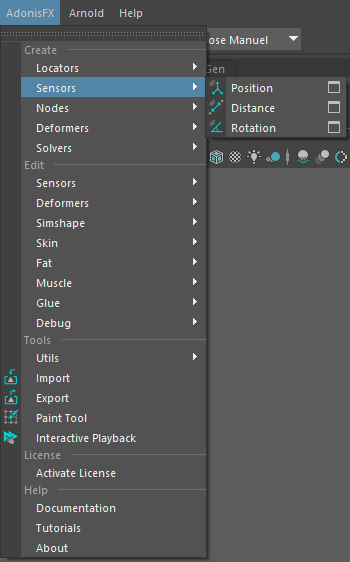 AdonisFX Arnold Help
ose Manuel
Gen
Create
Locators
Sensors
Position
Distance
Rotation
Nodes
Deformers
Solvers
Edit
Sensors
Deformers
Simshape
Skin
Fat
Muscle
Glue
Debug
Tools
Utils
Import
Export
Paint Tool
Interactive Playback
License
Activate License
Help
Documentation
Tutorials
About